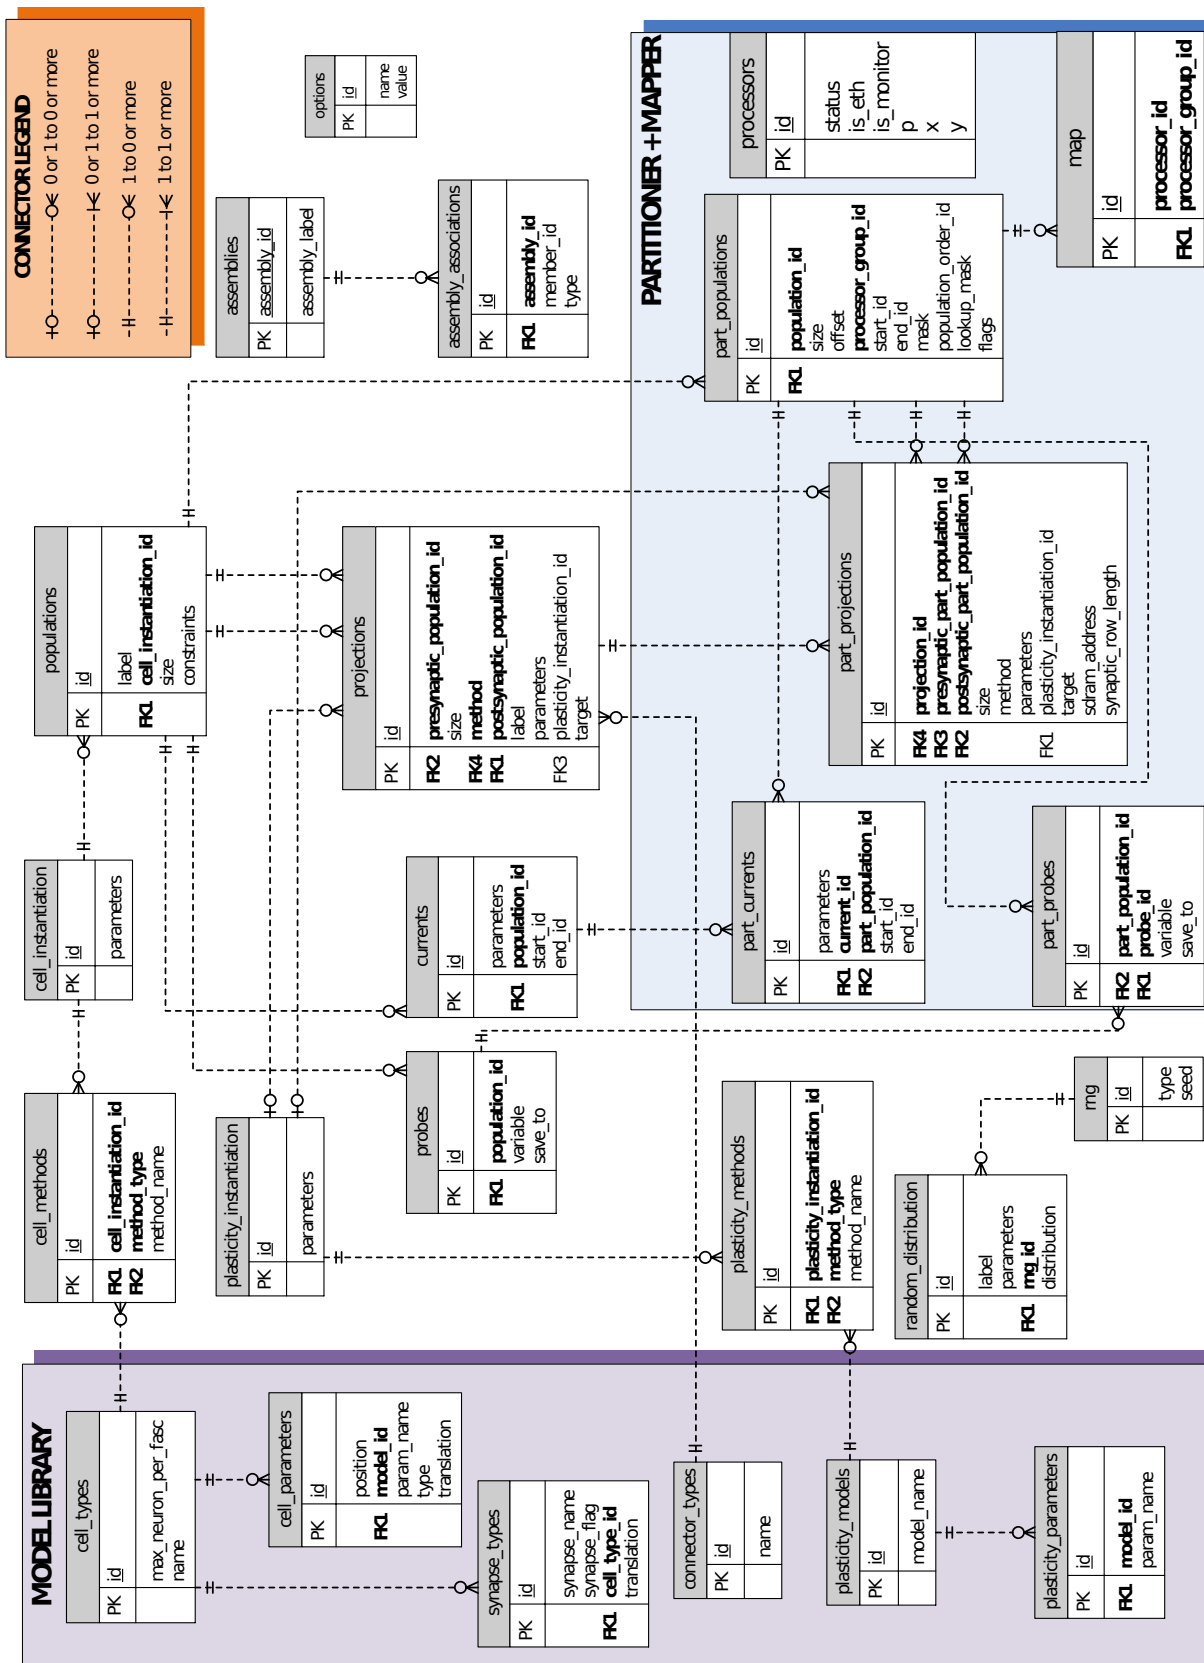 MODEL LIBRARY
cell_types
PK id
max_neuron_per_fasc
name
cell_parameters
PK id
position
FK1 model_id
param_name
type
translation
synapse_types
PK id
synapse_name
synapse_flag
FK1 cell_type_id
translation
connector_types
PK id
name
plasticity_models
PK id
model_name
plasticity_parameters
PK id
FK1 model_id
param_name
cell_methods
PK id
FK1 cell_instantiation_id
FK2 method_type
method_name
plasticity_instantiation
PK id
parameters
probes
PK id
FK1 population_id
variable
save_to
plasticity_methods
PK id
FK1 plasticity_instantiation_id
FK2 method_type
method_name
random_distribution
PK id
label
parameters
FK1 rng_id
distribution
rng
PK id
type
seed
cell_instantiation
PK id
parameters
currents
PK id
parameters
FK1 population_id
start_id
end_id
populations
PK id
label
FK1 cell_instantiation_id
size
constraints
projections
PK id
FK2 presynaptic_population_id
size
FK4 method
FK1 postsynaptic_population_id
label
parameters
FK3 plasticity_instantiation_id
target
assemblies
PK assembly_id
assembly_label
assembly_associations
PK id
FK1 assembly_id
member_id
type
options
PK id
name
value
CONNECTOR LEGEND
0 or 1 to 0 or more
0 or 1 to 1 or more
1 to 0 or more
1 to 1 or more
PARTITIONER + MAPPER
part_currents
PK id
parameters
FK1 current_id
FK2 part_population_id
start_id
end_id
part_probes
PK id
FK2 part_population_id
FK1 probe_id
variable
save_to
part_projections
PK id
FK4 projection_id
FK3 presynaptic_part_population_id
FK2 postsynaptic_part_population_id
size
method
parameters
FK1 plasticity_instantiation_id
target
sdram_address
synaptic_row_length
part_populations
PK id
FK1 population_id
size
offset
processor_group_id
start_id
end_id
mask
population_order_id
lookup_mask
flags
processors
PK id
status
is_eth
is_monitor
p
x
y
map
PK id
processor_id
FK1 processor_group_id